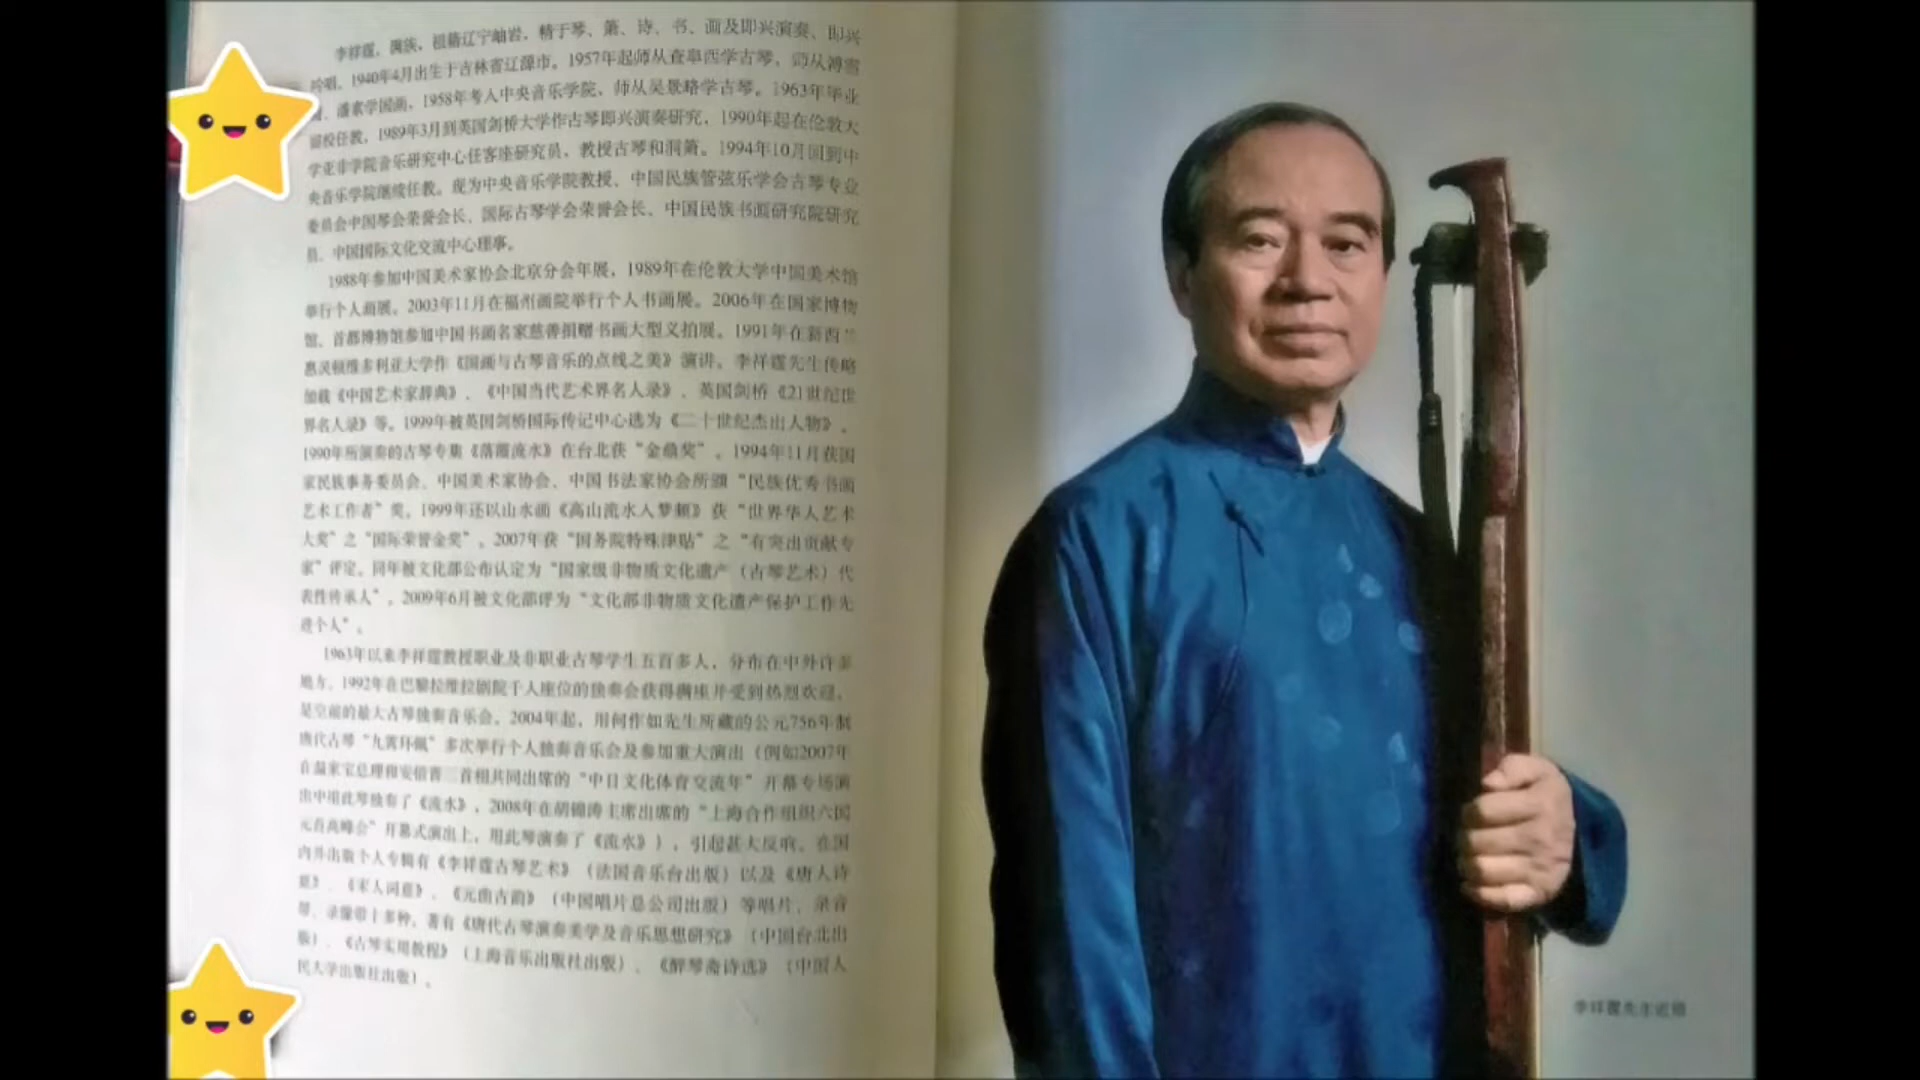 李祥霆，满族，祖籍辽宁岫岩，精于琴、箫、诗、书、画及即兴演奏、即兴
吟唱。1940年4月出生于吉林省辽源市。1957年起师从查阜西学古琴，师从溥雪
、潘素学国画，1958年考入中央音乐学院，师从吴景略学古琴。1963年毕业
留校任教，1989年3月到英国剑桥大学作古琴即兴演奏研究，1990年起在伦敦大
学亚非学院音乐研究中心任客座研究员，教授古琴和洞箫。1994年10月回到中
央音乐学院继续任教。现为中央音乐学院教授、中国民族管弦乐学会古琴专业
委员会中国琴会荣誉会长、国际古琴学会荣誉会长、中国民族书画研究院研究
员、中国国际文化交流中心理事。
1988年参加中国美术家协会北京分会年展，1989年在伦敦大学中国美术馆
举行个人画展。2003年11月在福州画院举行个人书画展。2006年在国家博物
馆、首都博物馆参加中国书画名家慈善捐赠书画大型义拍展。1991年在新西兰
惠灵顿维多利亚大学作《国画与古琴音乐的点线之美》演讲。李祥霆先生传略
加载《中国艺术家辞典》、《中国当代艺术界名人录》、英国剑桥《21世纪世
界名人录》等。1999年被英国剑桥国际传记中心选为《二十世纪杰出人物》。
1990年所演奏的古琴专集《落霞流水》在台北获“金鼎奖”。1994年11月获国
家民族事务委员会、中国美术家协会、中国书法家协会所颁“民族优秀书画
艺术工作者”奖。1999年还以山水画《高山流水入梦频》获“世界华人艺术
大奖”之“国际荣誉金奖”。2007年获“国务院特殊津贴”之“有突出贡献专
家”评定。同年被文化部公布认定为“国家级非物质文化遗产（古琴艺术）代
表性传承人”。2009年6月被文化部评为“文化部非物质文化遗产保护工作先
进个人”。
1963年以来李祥霆教授职业及非职业古琴学生五百多人，分布在中外许多
地方。1992年在巴黎拉维拉剧院千人座位的独奏会获得满座并受到热烈欢迎，
是空前的最大古琴独奏音乐会。2004年起，用何作如先生所藏的公元756年制
唐代古琴“九霄环佩”多次举行个人独奏音乐会及参加重大演出（例如2007年
在温家宝总理和安倍晋三首相共同出席的“中日文化体育交流年”开幕专场演
出中用此琴独奏了《流水》，2008年在胡锦涛主席出席的“上海合作组织六国
元首高峰会”开幕式演出上，用此琴演奏了《流水》），引起甚大反响。在国
内外出版个人专辑有《李祥霆古琴艺术》（法国音乐台出版）以及《唐人诗
意》、《宋人词意》、《元曲古韵》（中国唱片总公司出版）等唱片、录音
带、录像带十多种。著有《唐代古琴演奏美学及音乐思想研究》（中国台北出
版）、《古琴实用教程》（上海音乐出版社出版）、《醉琴斋诗选》（中国人
民大学出版社出版）。
李祥霆先生近照